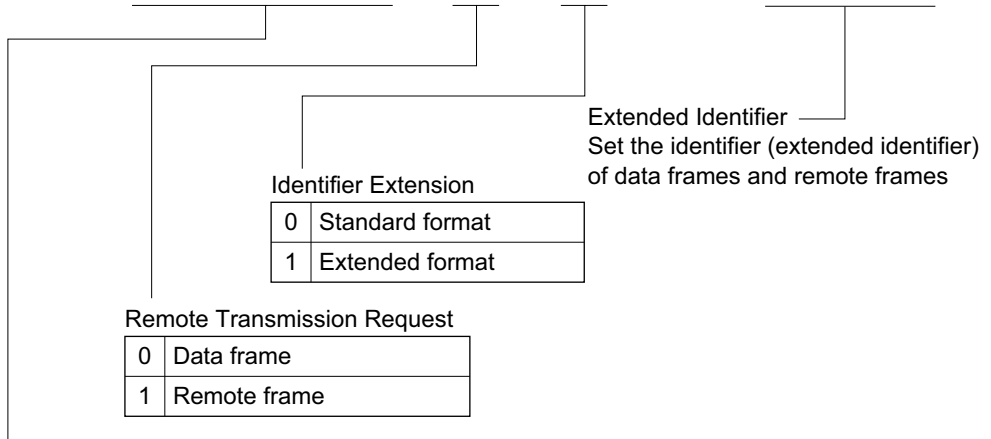 Extended Identifier
Set the identifier (extended identifier)
of data frames and remote frames
Identifier Extension
0 Standard format
1 Extended format
Remote Transmission Request
0 Data frame
1 Remote frame